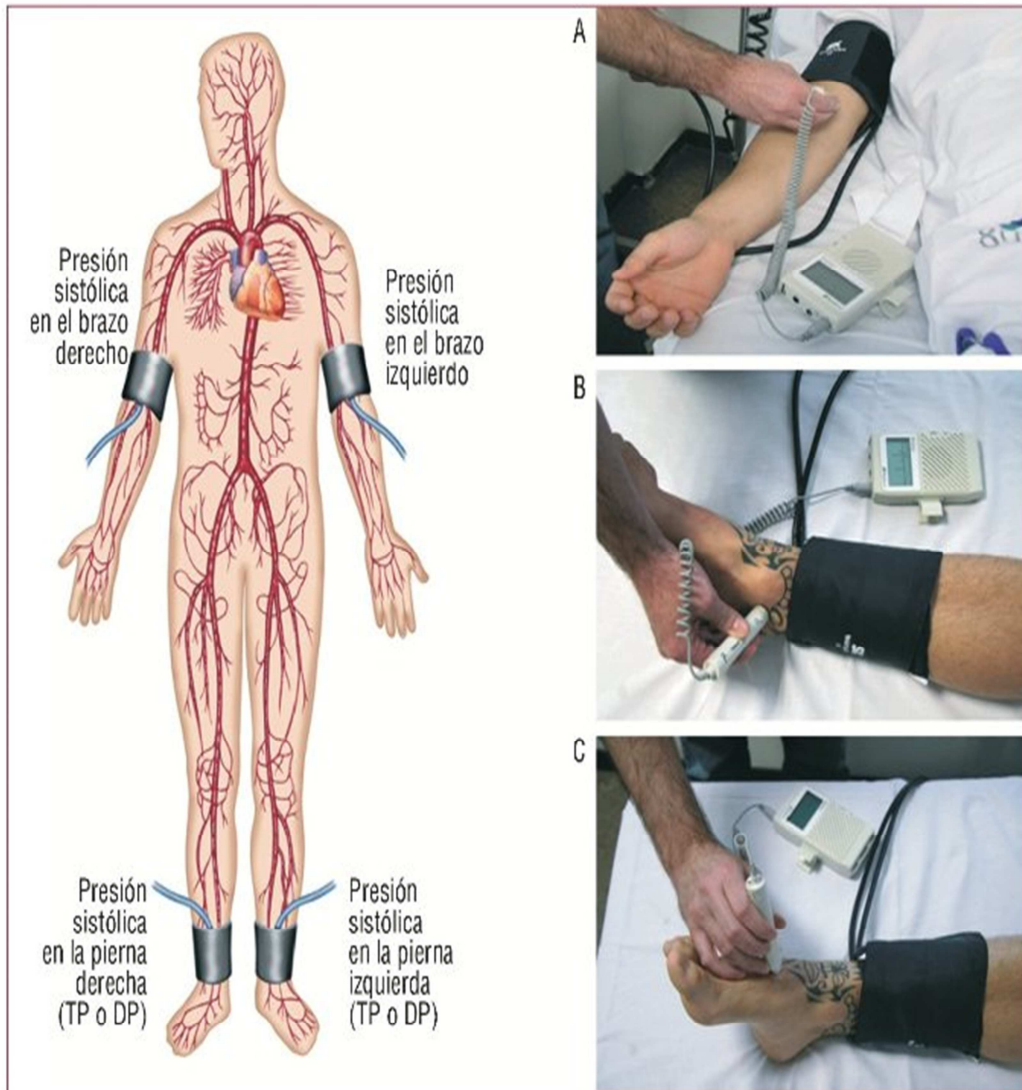 Presión
sistólica
en el brazo
derecho
Presión
sistólica
en el brazo
izquierdo
Presión
sistólica
en la pierna
derecha
(TP o DP)
Presión
sistólica
en la pierna
izquierda
(TP o DP)
A
B
C